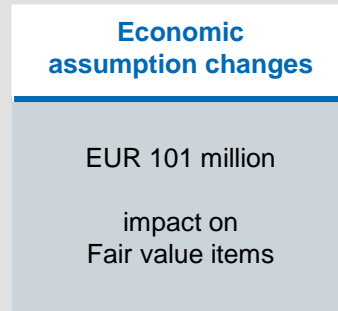 Economic
assumption changes
EUR 101 million
impact on
Fair value items